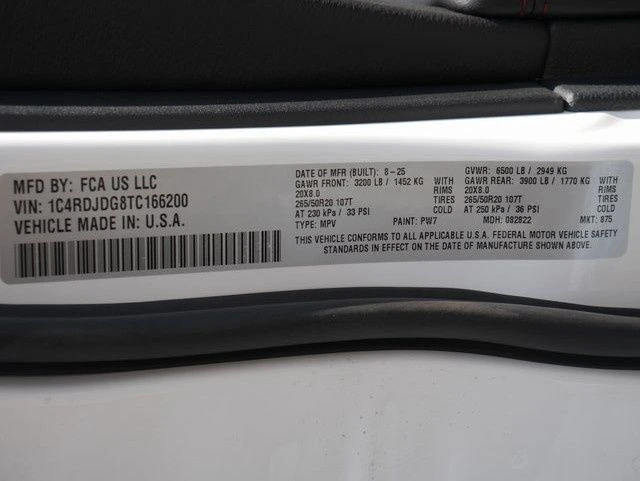 MFD BY: FCA US LLC
VIN: 1C4RDJDG8TC166200
VEHICLE MADE IN U.S.A.
DATE OF MFR (BUILT): 8-25 GVWR: 6500 LB / 2949 KG
GAWR FRONT: 3200 LB / 1452 KG WITH GAWR REAR: 3900 LB / 1770 KG WITH
20X8.0 RIMS 20X8.0 RIMS
265/50R20 107T TIRES 265/50R20 107T TIRES
AT 230 kPa / 33 PSI COLD AT 250 kPa / 36 PSI COLD
TYPE: MPV PAINT: PW7 MDH: 082822 MKT: 875
THIS VEHICLE CONFORMS TO ALL APPLICABLE U.S.A. FEDERAL MOTOR VEHICLE SAFETY
STANDARDS IN EFFECT ON THE DATE OF MANUFACTURE SHOWN ABOVE.